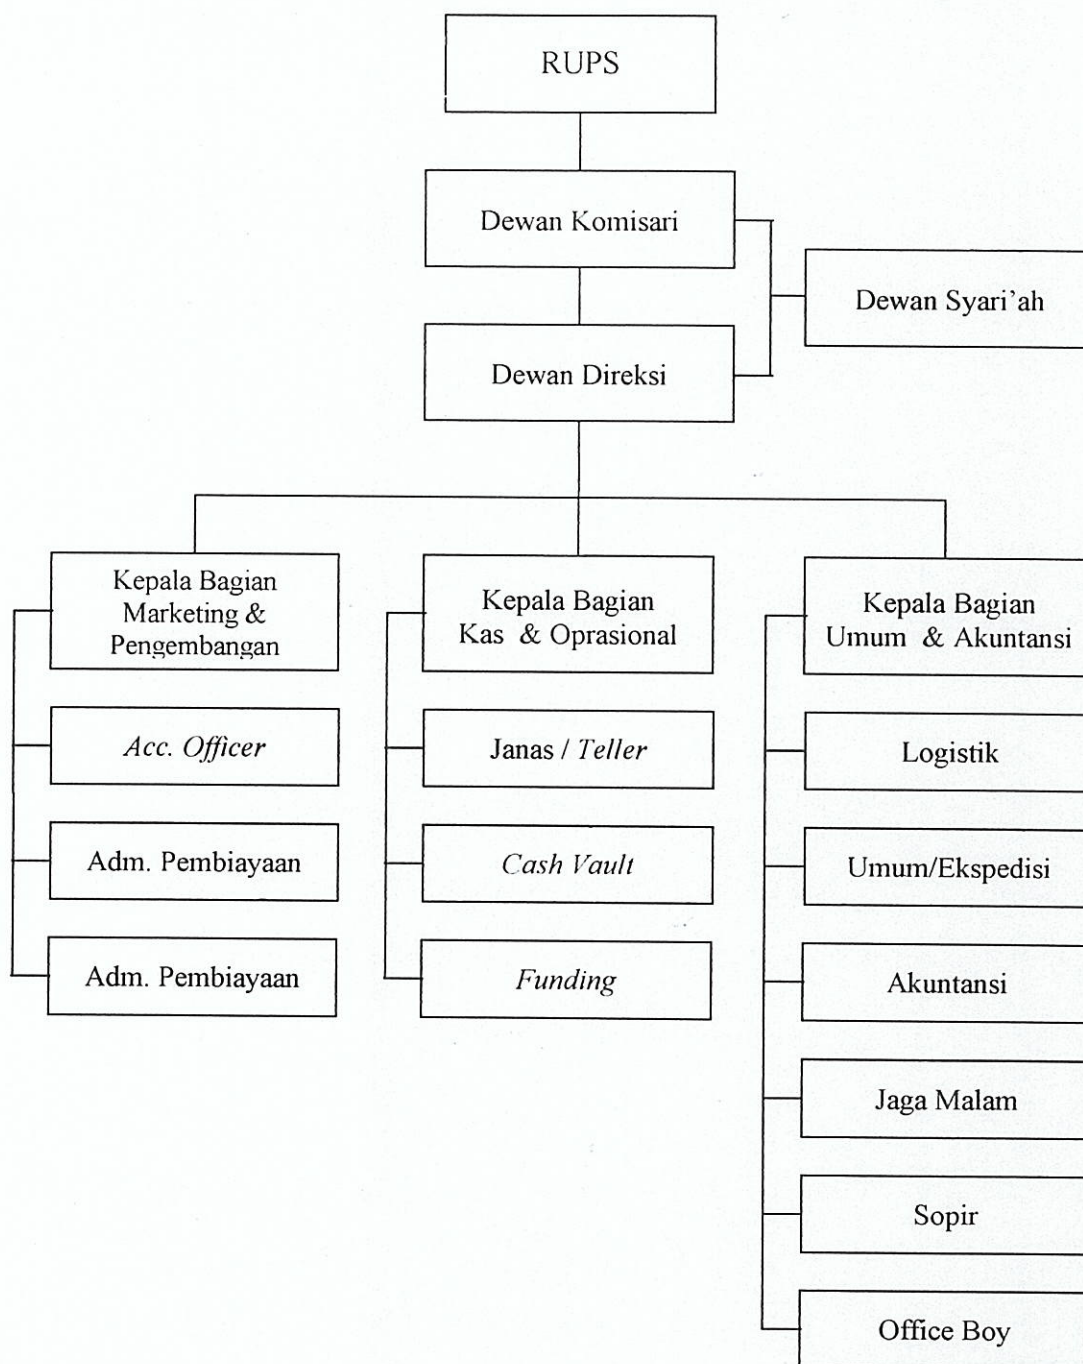 RUPS
Dewan Komisari
Dewan Syari'ah
Dewan Direksi
Kepala Bagian
Marketing &
Pengembangan
Acc. Officer
Adm. Pembiayaan
Adm. Pembiayaan
Kepala Bagian
Kas & Oprasional
Janas / Teller
Cash Vault
Funding
Kepala Bagian
Umum & Akuntansi
Logistik
Umum/Ekspedisi
Akuntansi
Jaga Malam
Sopir
Office Boy